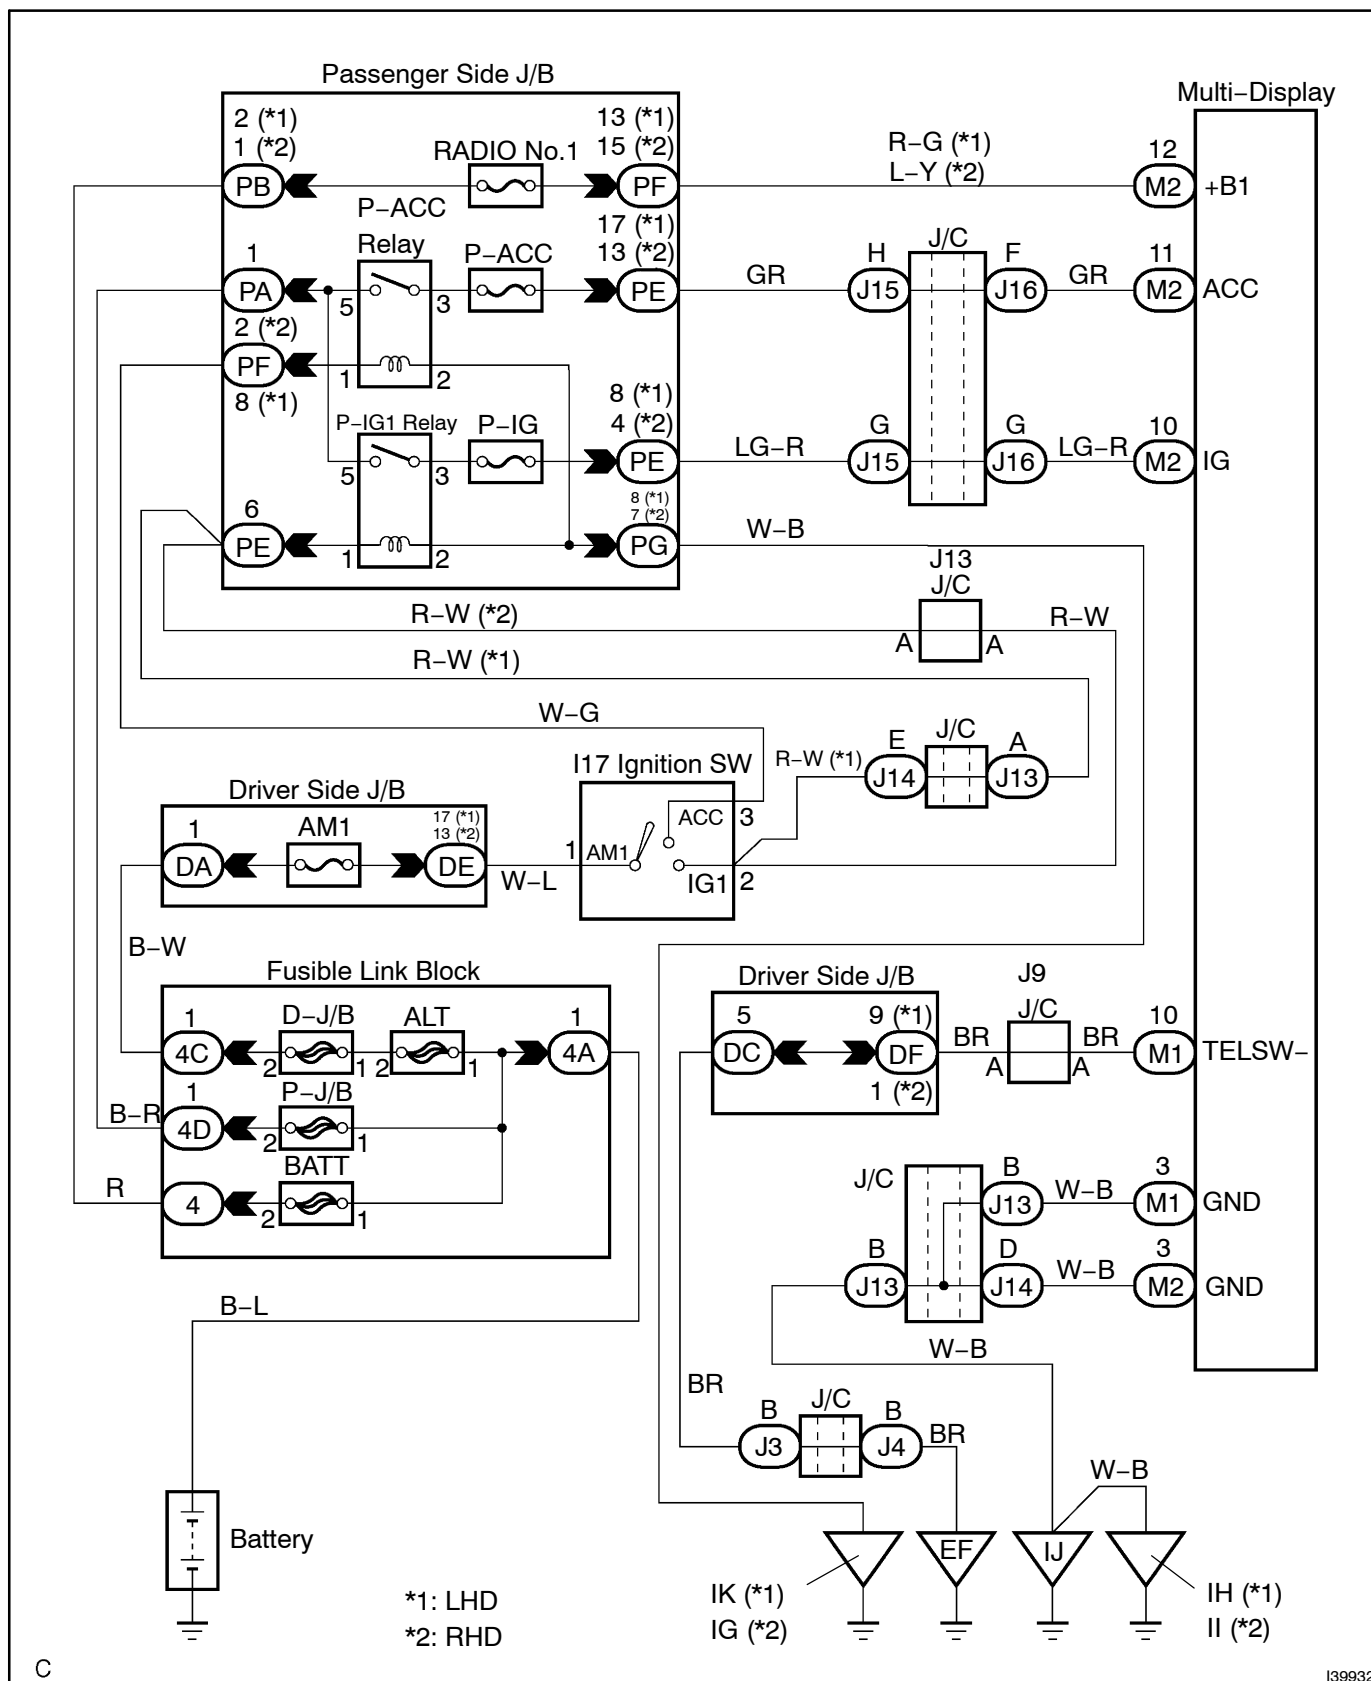 Passenger Side J/B
Multi-Display
2 (*1)
1 (*2)
PB
RADIO No.1
13 (*1)
15 (*2)
PF
R-G (*1)
L-Y (*2)
12
M2
+B1
P-ACC
Relay
1
PA
5
3
P-ACC
17 (*1)
13 (*2)
PE
GR
H
J15
J/C
F
J16
GR
11
M2
ACC
2 (*2)
PF
8 (*1)
1
2
P-IG1 Relay
5
3
P-IG
8 (*1)
4 (*2)
PE
LG-R
G
J15
G
J16
LG-R
10
M2
IG
6
PE
1
2
8 (*1)
7 (*2)
PG
W-B
J13
J/C
R-W (*2)
A
A
R-W
R-W (*1)
W-G
I17 Ignition SW
R-W (*1)
E
J14
J/C
A
J13
Driver Side J/B
1
DA
AM1
17 (*1)
13 (*2)
DE
W-L
1
AM1
ACC
3
IG1
2
B-W
Fusible Link Block
1
4C
D-J/B
2
1
ALT
2
1
1
4A
B-R
1
4D
P-J/B
2
1
R
4
BATT
2
1
Driver Side J/B
5
DC
9 (*1)
DF
1 (*2)
BR
J9
J/C
A
A
BR
10
M1
TELSW-
J/C
B
J13
W-B
3
M1
GND
B
J13
D
J14
W-B
3
M2
GND
B-L
W-B
BR
B
J3
J/C
B
J4
BR
W-B
Battery
EF
IJ
IK (*1)
IG (*2)
IH (*1)
II (*2)
*1: LHD
*2: RHD
C
I39932